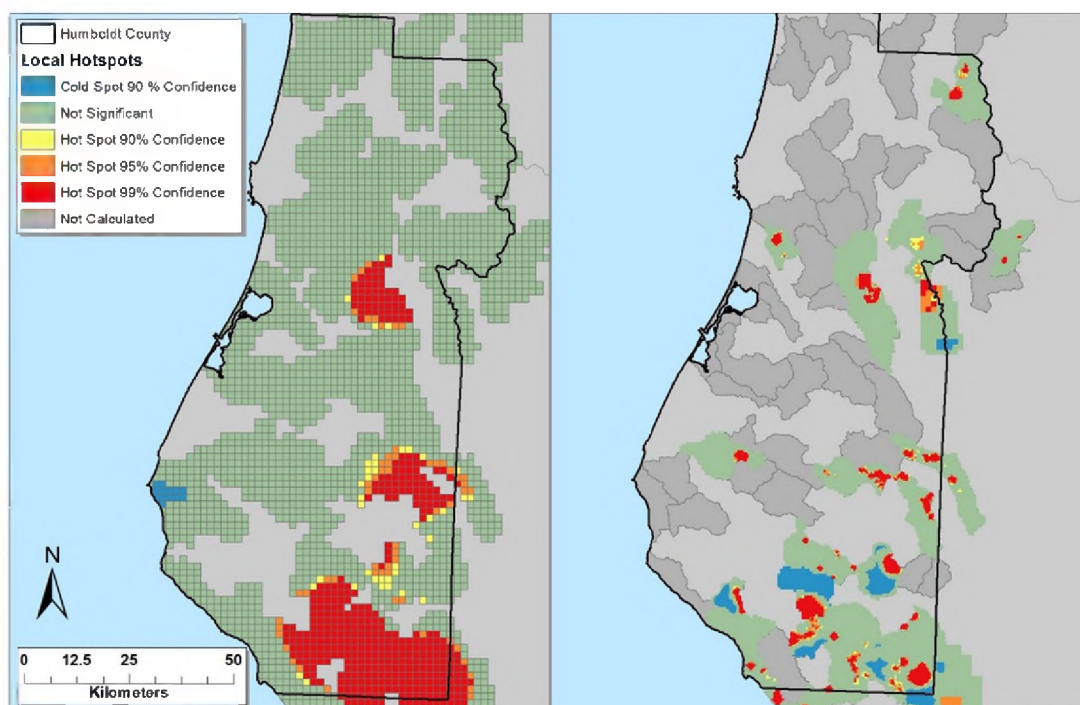 Humboldt County
Local Hotspots
Cold Spot 90 % Confidence
Not Significant
Hot Spot 90% Confidence
Hot Spot 95% Confidence
Hot Spot 99% Confidence
Not Calculated
N
0 12.5 25 50
Kilometers